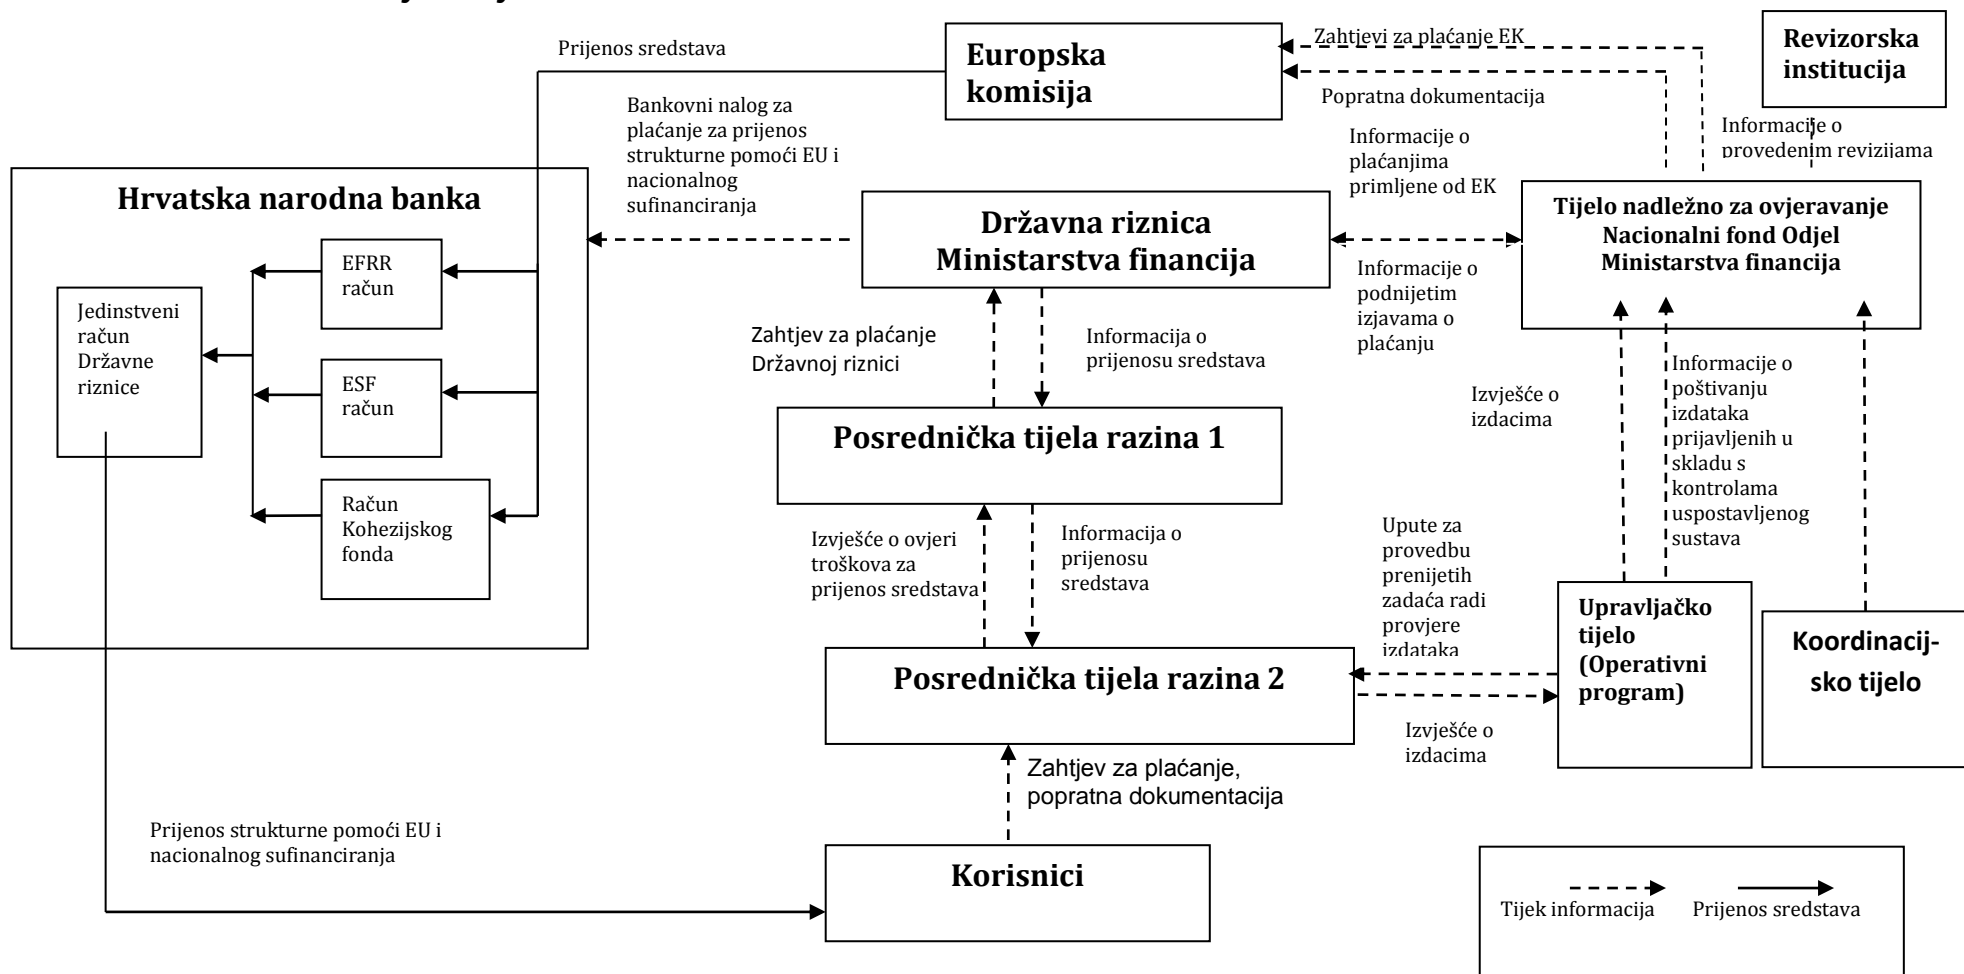 Prijenos sredstava
Europska
komisija
Zahtjevi za plaćanje EK
Popratna dokumentacija
Revizorska
institucija
Bankovni nalog za
plaćanje za prijenos
strukturne pomoći EU i
nacionalnog
sufinanciranja
Informacije o
plaćanjima
primljene od EK
Informacije o
provedenim revizijama
Hrvatska narodna banka
Državna riznica
Ministarstva financija
Tijelo nadležno za ovjeravanje
Nacionalni fond Odjel
Ministarstva financija
EFRR
račun
Jedinstveni
račun
Državne
riznice
ESF
račun
Račun
Kohezijskog
fonda
Zahtjev za plaćanje
Državnoj riznici
Informacija o
prijenosu sredstava
Informacije o
podnijetim
izjavama o
plaćanju
Izvješće o
izdacima
Informacije o
poštivanju
izdataka
prijavljenih u
skladu s
kontrolama
uspostavljenog
sustava
Posrednička tijela razina 1
Izvješće o ovjeri
troškova za
prijenos sredstava
Informacija o
prijenosu
sredstava
Upute za
provedbu
prenijetih
zadaća radi
provjere
izdataka
Upravljačko
tijelo
(Operativni
program)
Koordinacij-
sko tijelo
Posrednička tijela razina 2
Izvješće o
izdacima
Zahtjev za plaćanje,
popratna dokumentacija
Prijenos strukturne pomoći EU i
nacionalnog sufinanciranja
Korisnici
Tijek informacija
Prijenos sredstava